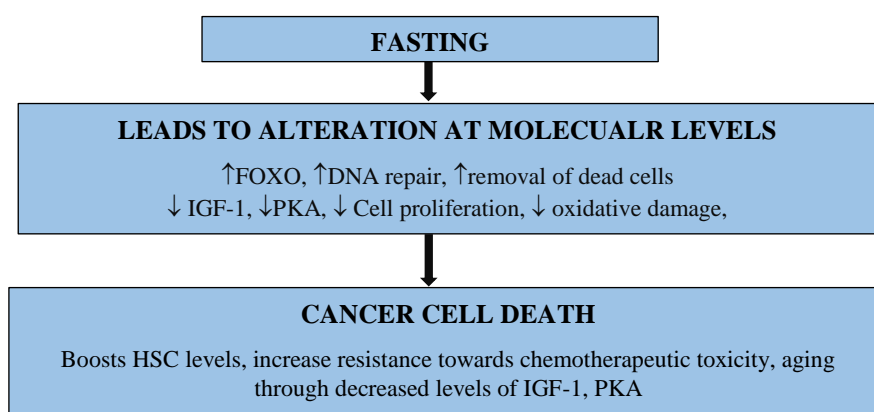 FASTING
LEADS TO ALTERATION AT MOLECUALR LEVELS
↑FOXO, ↑DNA repair, ↑removal of dead cells
↓ IGF-1, ↓PKA, ↓ Cell proliferation, ↓ oxidative damage,
CANCER CELL DEATH
Boosts HSC levels, increase resistance towards chemotherapeutic toxicity, aging
through decreased levels of IGF-1, PKA